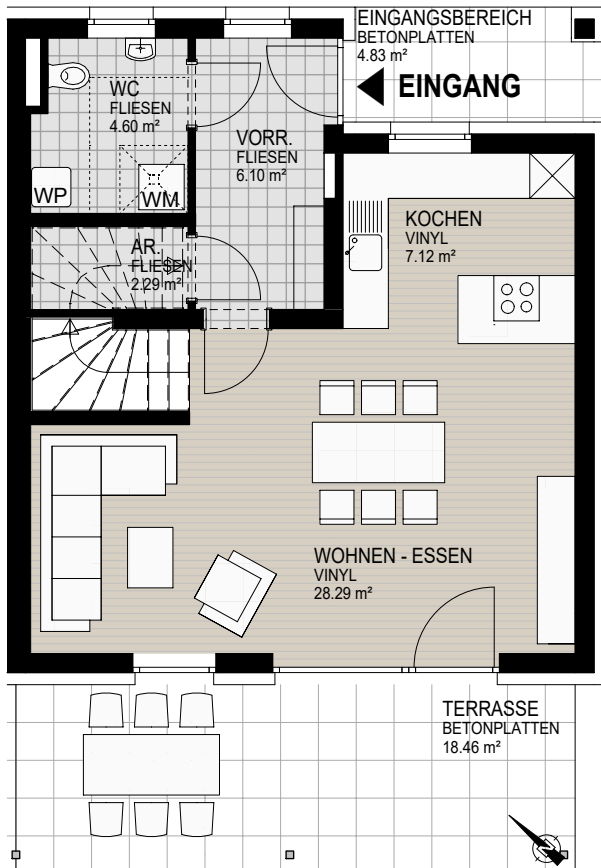 EINGANGSBEREICH
BETONPLATTEN
4.83 m²
EINGANG
WC
FLIESEN
4.60 m²
VORR.
FLIESEN
6.10 m²
WP
WM
KOCHEN
VINYL
7.12 m²
AR.
FLIESEN
2.29 m²
WOHNEN - ESSEN
VINYL
28.29 m²
TERRASSE
BETONPLATTEN
18.46 m²
N